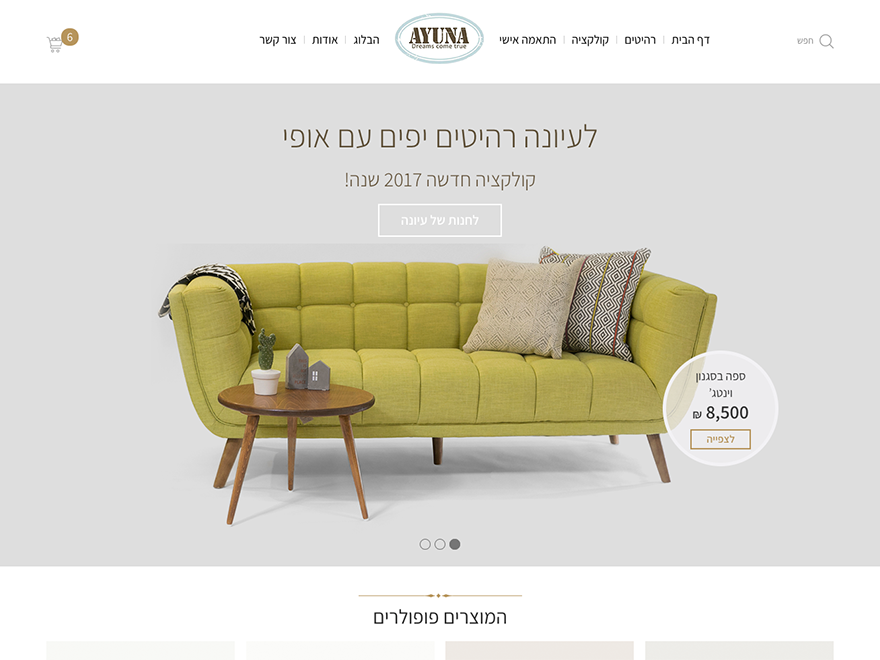 חפש
דף הבית
רהיטים
קולקציה
התאמה אישי
AYUNA
Dreams come true
הבלוג
אודות
צור קשר
6
לעיונה רהיטים יפים עם אופי
קולקציה חדשה 2017 שנה!
לחנות של עיונה
ספה בסגנון
וינטג'
8,500 ₪
לצפייה
המוצרים פופולרים